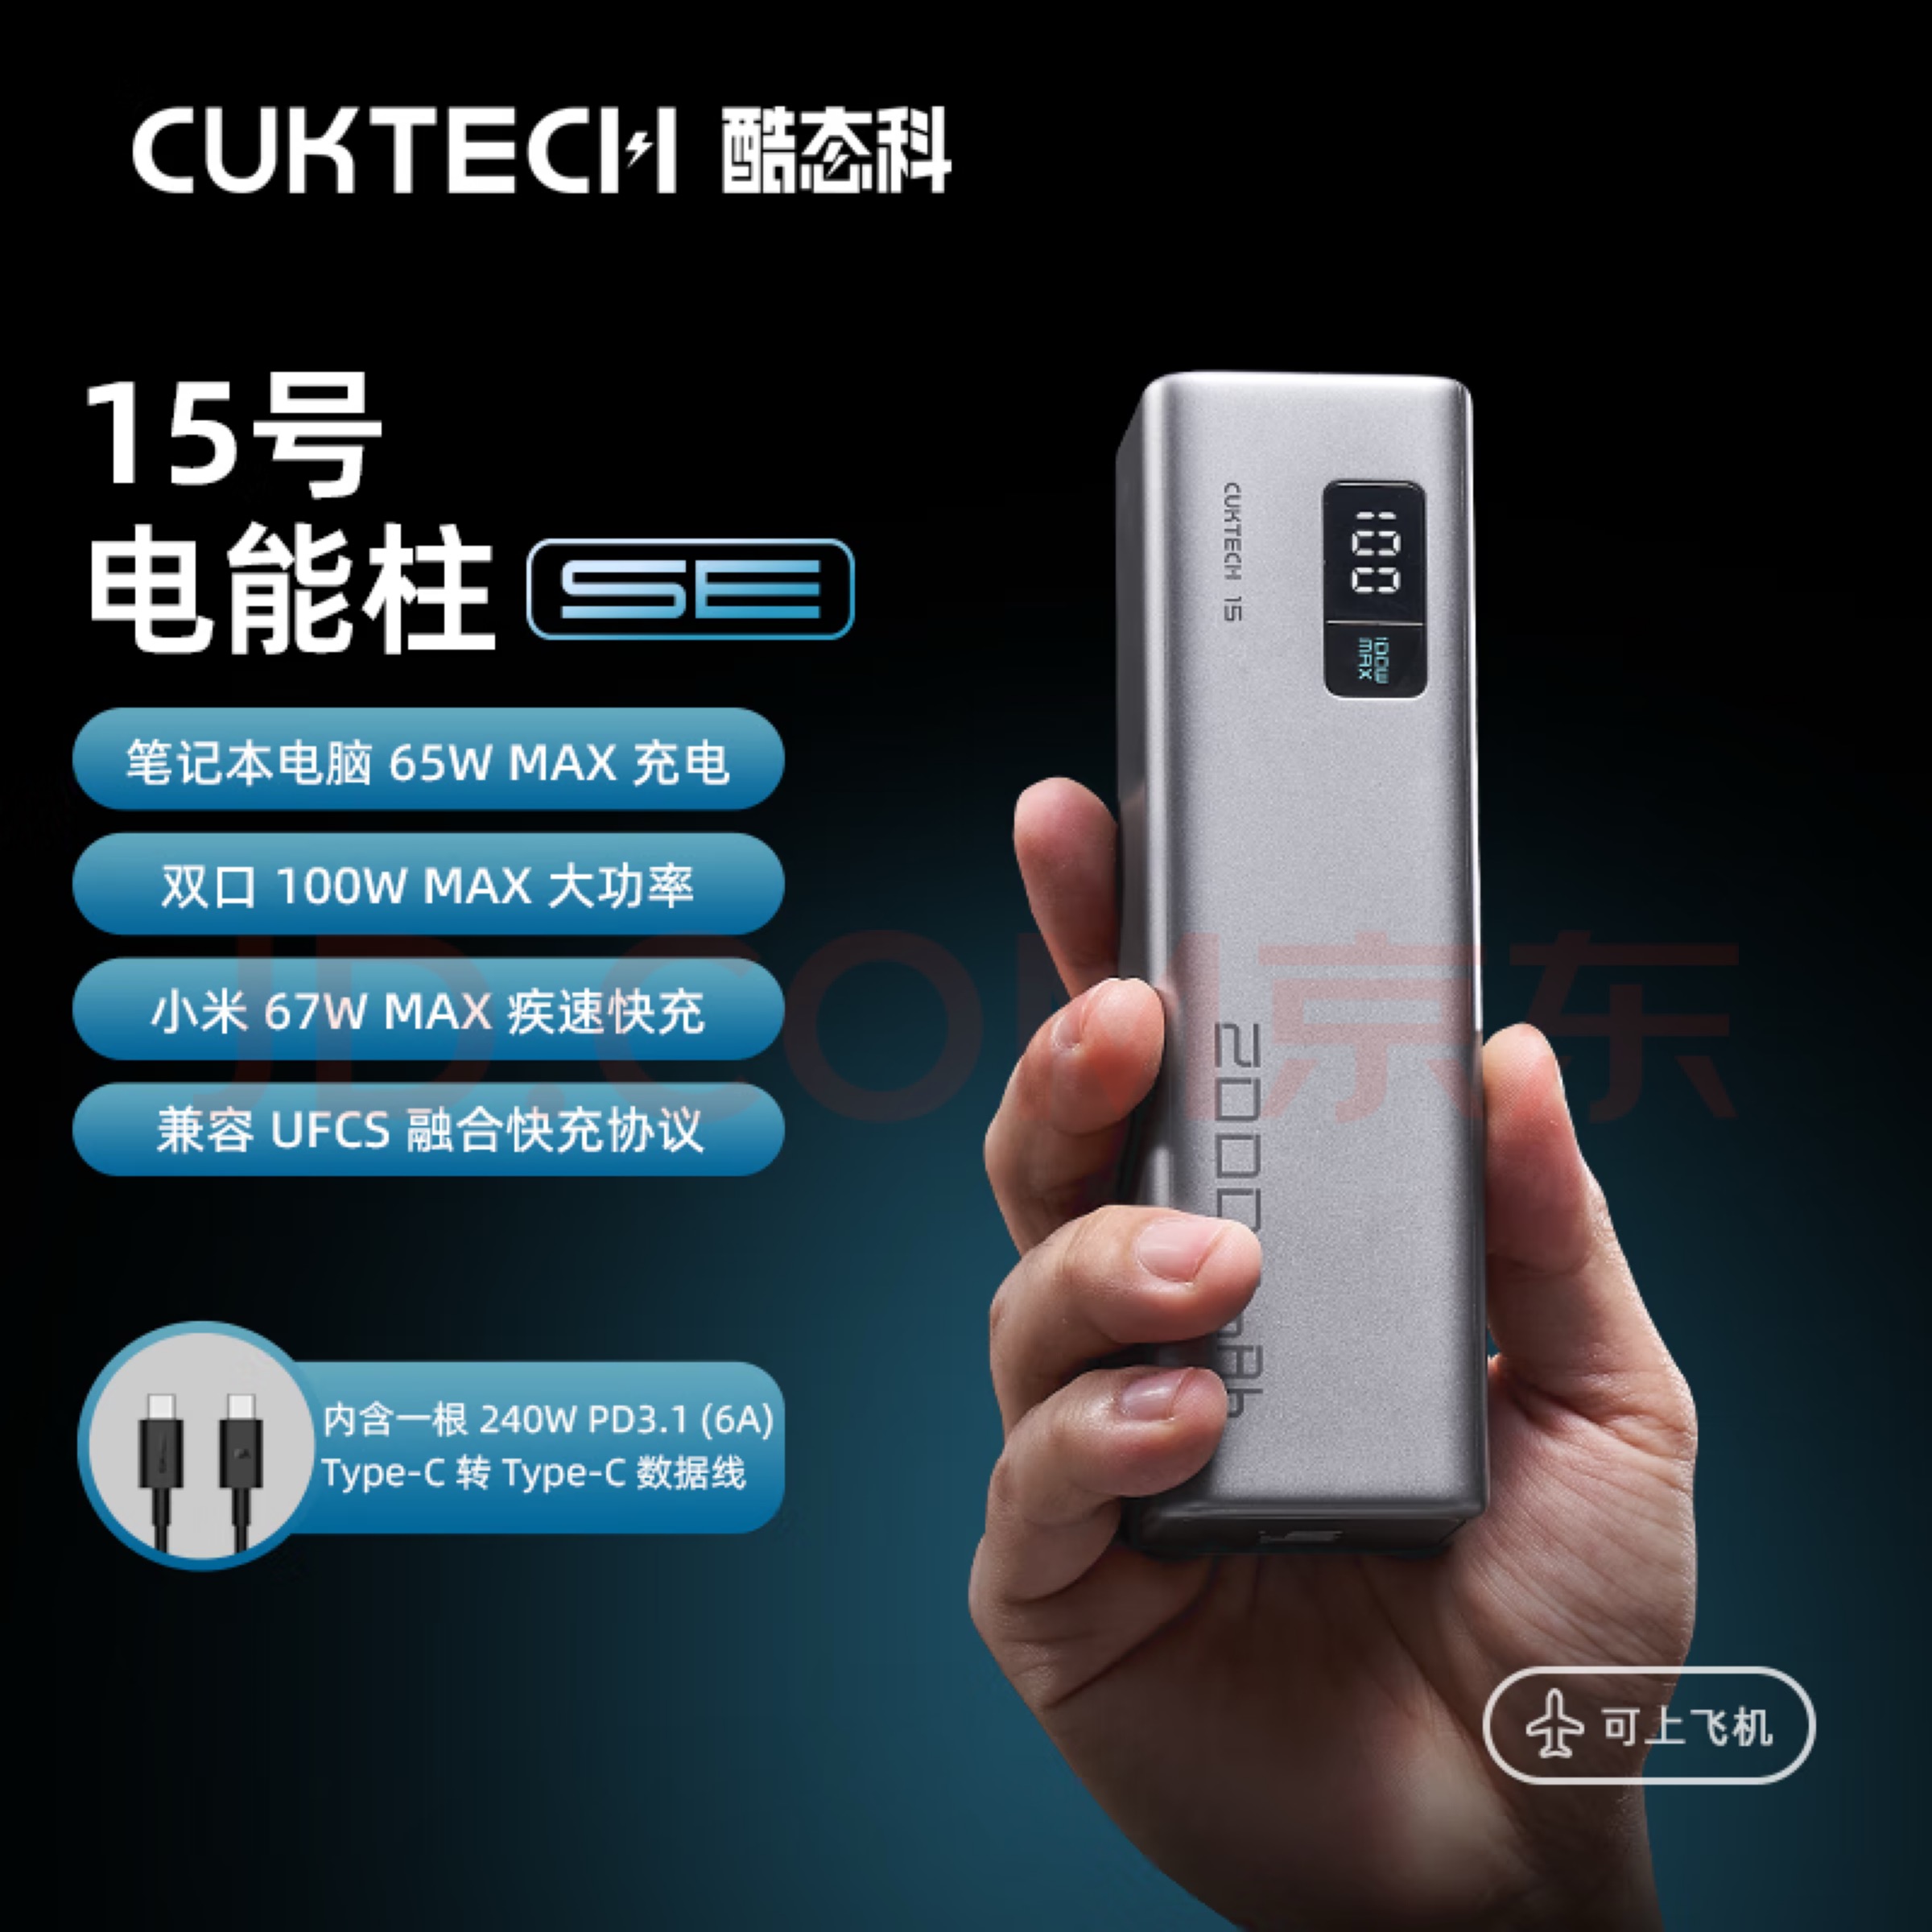 CUKTECH 酷态科
15号
电能柱 SE
笔记本电脑 65W MAX 充电
双口 100W MAX 大功率
小米 67W MAX 疾速快充
兼容 UFCS 融合快充协议
内含一根 240W PD3.1 (6A)
Type-C 转 Type-C 数据线
CUKTECH 15
100
100W
MAX
2000 mAh
JD.COM京东
可上飞机